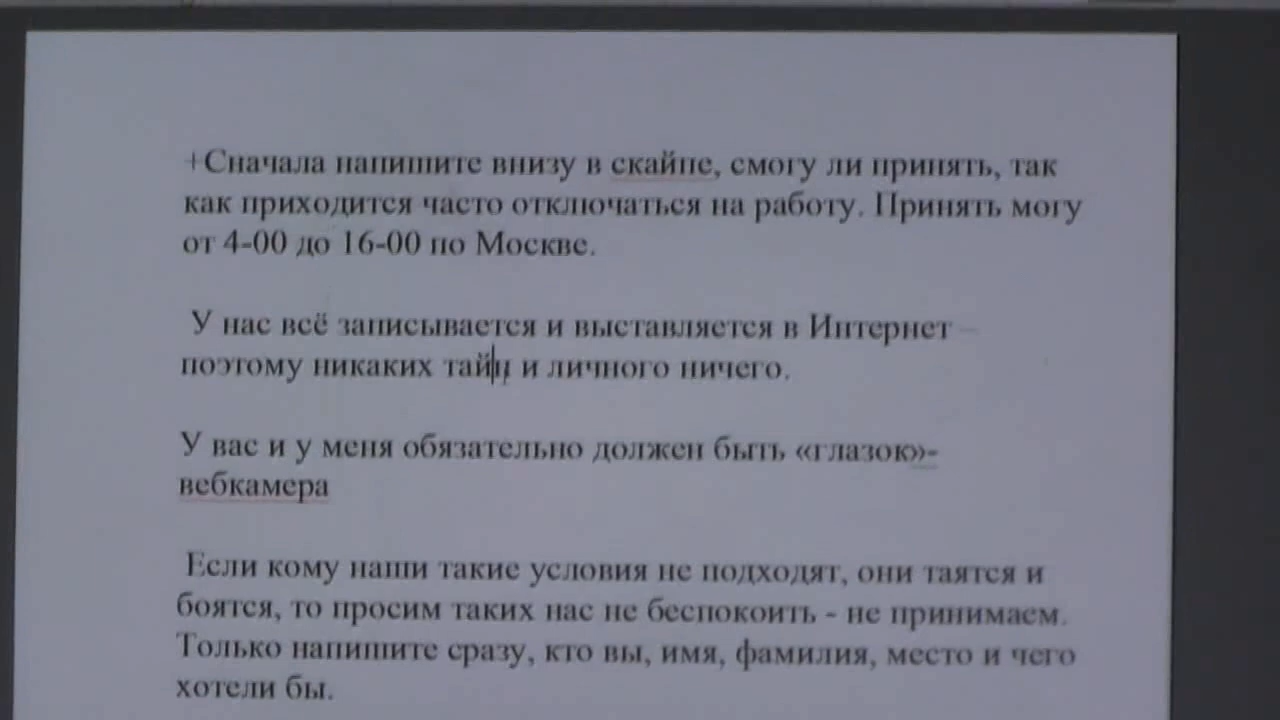 +Сначала напишите внизу в скайпе, смогу ли принять, так
как приходится часто отключаться на работу. Принять могу
от 4-00 до 16-00 по Москве.
У нас всё записывается и выставляется в Интернет –
поэтому никаких тайн и личного ничего.
У вас и у меня обязательно должен быть «глазок»-
вебкамера
Если кому наши такие условия не подходят, они таятся и
боятся, то просим таких нас не беспокоить - не принимаем.
Только напишите сразу, кто вы, имя, фамилия, место и чего
хотели бы.